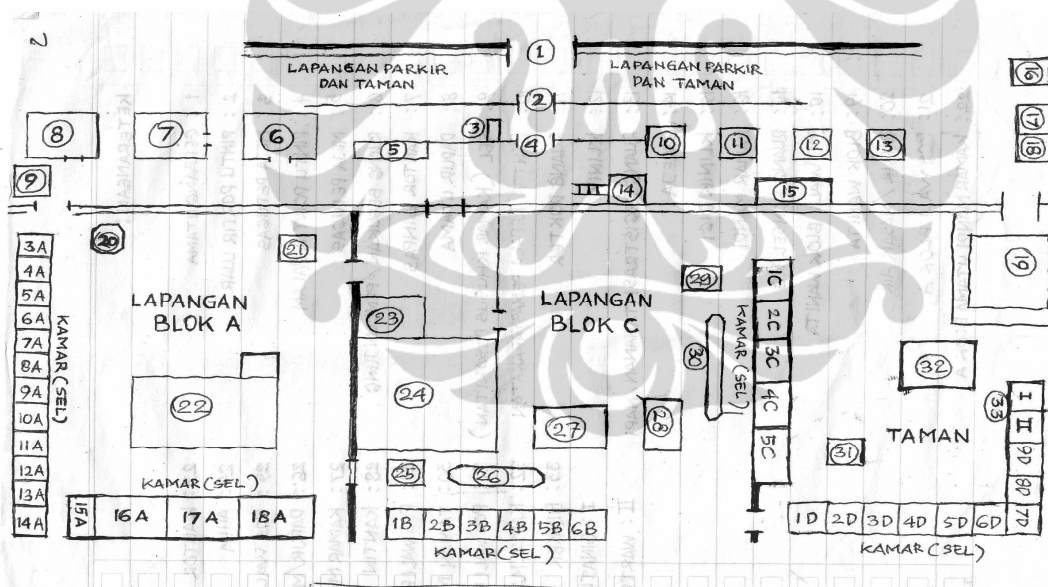 1
LAPANGAN PARKIR
DAN TAMAN
LAPANGAN PARKIR
DAN TAMAN
2
3
4
5
6
7
8
9
10
11
12
13
14
15
16
17
18
19
20
21
22
23
24
25
26
27
28
29
30
31
32
33
LAPANGAN
BLOK A
LAPANGAN
BLOK C
TAMAN
3A
4A
5A
6A
7A
8A
9A
10A
11A
12A
13A
14A
KAMAR (SEL)
KAMAR (SEL)
15A 16A 17A 18A
1B 2B 3B 4B 5B 6B
KAMAR (SEL)
1C
2C
3C
4C
5C
KAMAR (SEL)
I
II
9D
8D
7D
1D 2D 3D 4D 5D 6D
KAMAR (SEL)